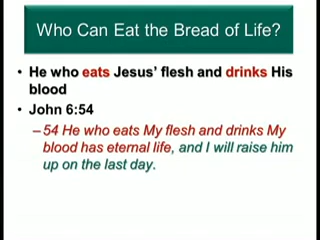 Who Can Eat the Bread of Life?
• He who eats Jesus’ flesh and drinks His
blood
• John 6:54
–54 He who eats My flesh and drinks My
blood has eternal life, and I will raise him
up on the last day.